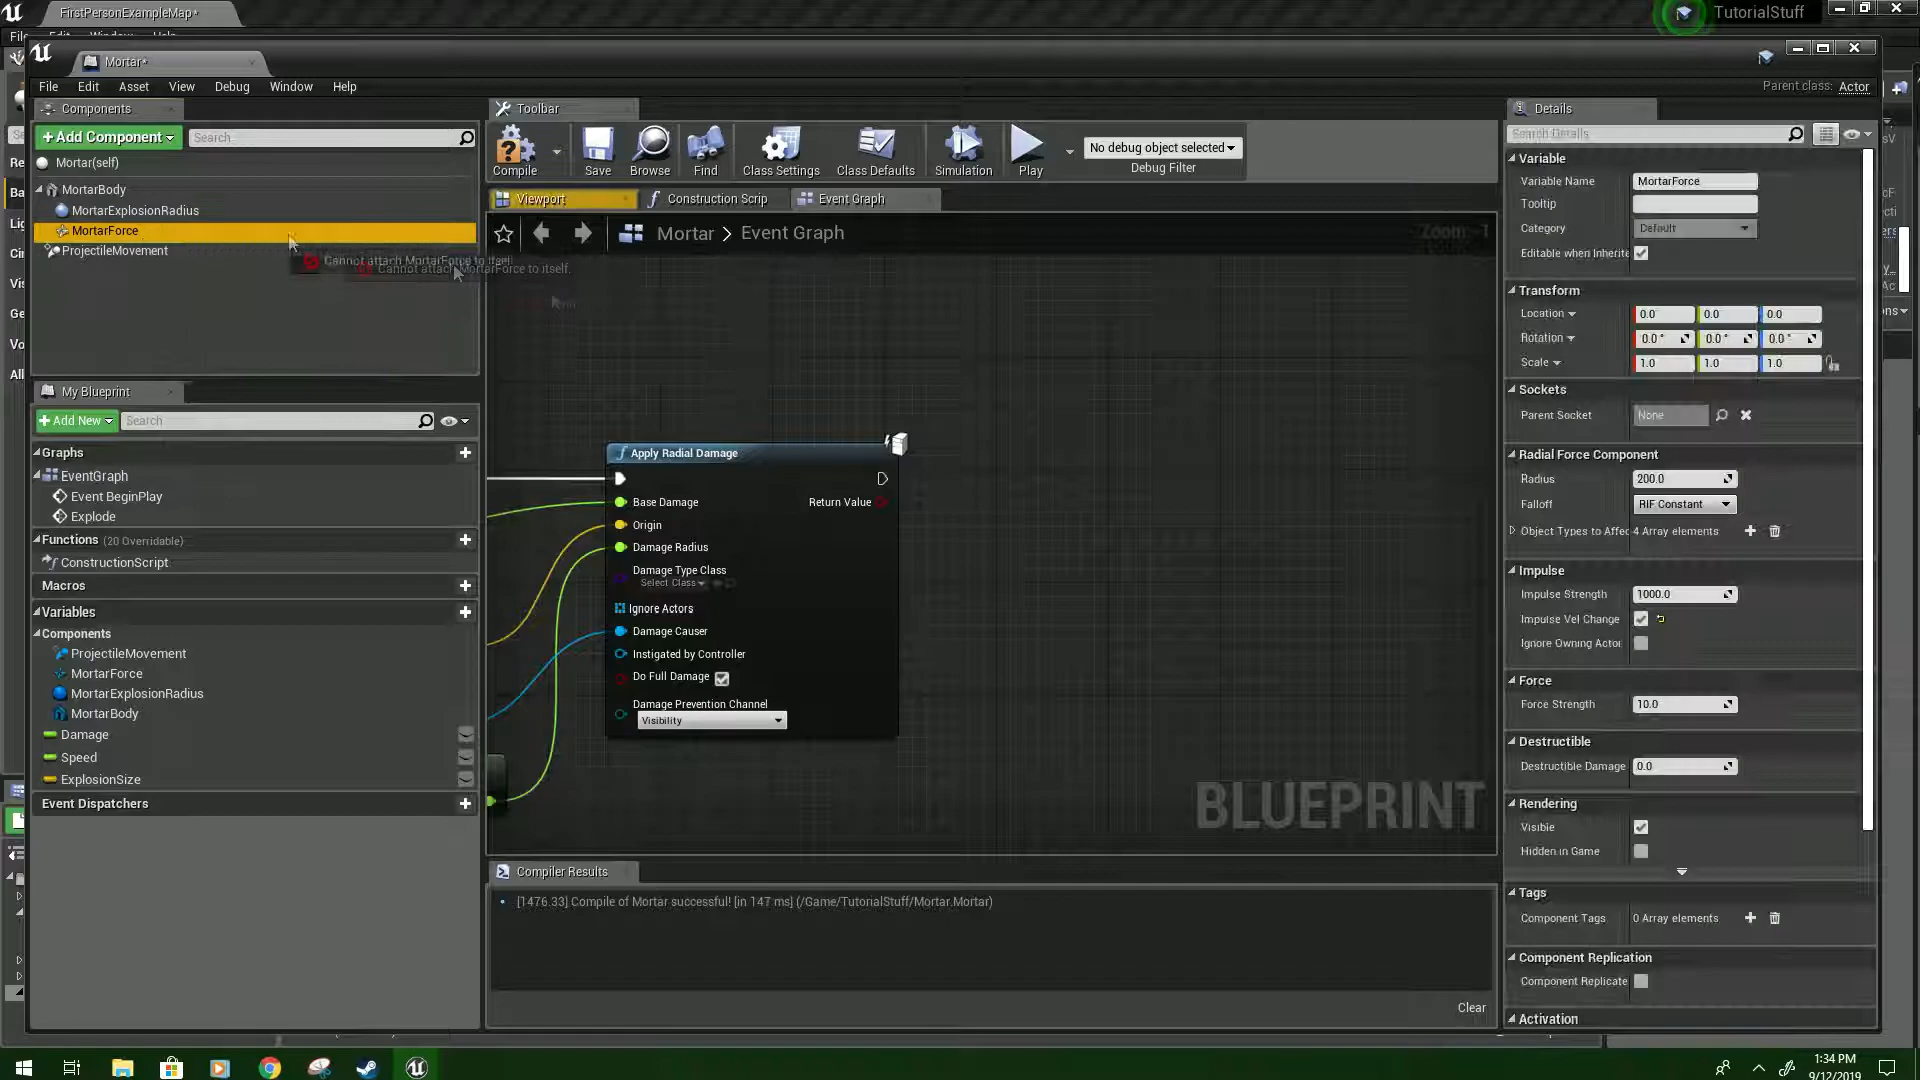 FirstPersonExampleMap*
TutorialStuff
Mortar*
File Edit Asset View Debug Window Help
Parent class: Actor
Components
+ Add Component
Search
Mortar(self)
MortarBody
MortarExplosionRadius
MortarForce
ProjectileMovement
Cannot attach MortarForce to itself.
Cannot attach MortarForce to itself.
My Blueprint
+ Add New
Search
Graphs
EventGraph
Event BeginPlay
Explode
Functions (20 Overridable)
ConstructionScript
Macros
Variables
Components
ProjectileMovement
MortarForce
MortarExplosionRadius
MortarBody
Damage
Speed
ExplosionSize
Event Dispatchers
Toolbar
Compile
Save
Browse
Find
Class Settings
Class Defaults
Simulation
Play
No debug object selected
Debug Filter
Viewport
Construction Scrip
Event Graph
Mortar > Event Graph
Zoom -1
Apply Radial Damage
Base Damage
Return Value
Origin
Damage Radius
Damage Type Class
Select Class
Ignore Actors
Damage Causer
Instigated by Controller
Do Full Damage
Damage Prevention Channel
Visibility
BLUEPRINT
Compiler Results
[1476.33] Compile of Mortar successful! [in 147 ms] (/Game/TutorialStuff/Mortar.Mortar)
Clear
Details
Search Details
Variable
Variable Name MortarForce
Tooltip
Category Default
Editable when Inherite
Transform
Location 0.0 0.0 0.0
Rotation 0.0 ° 0.0 ° 0.0 °
Scale 1.0 1.0 1.0
Sockets
Parent Socket None
Radial Force Component
Radius 200.0
Falloff RIF Constant
Object Types to Affec 4 Array elements
Impulse
Impulse Strength 1000.0
Impulse Vel Change
Ignore Owning Actor
Force
Force Strength 10.0
Destructible
Destructible Damage 0.0
Rendering
Visible
Hidden in Game
Tags
Component Tags 0 Array elements
Component Replication
Component Replicate
Activation
1:34 PM
9/12/2019